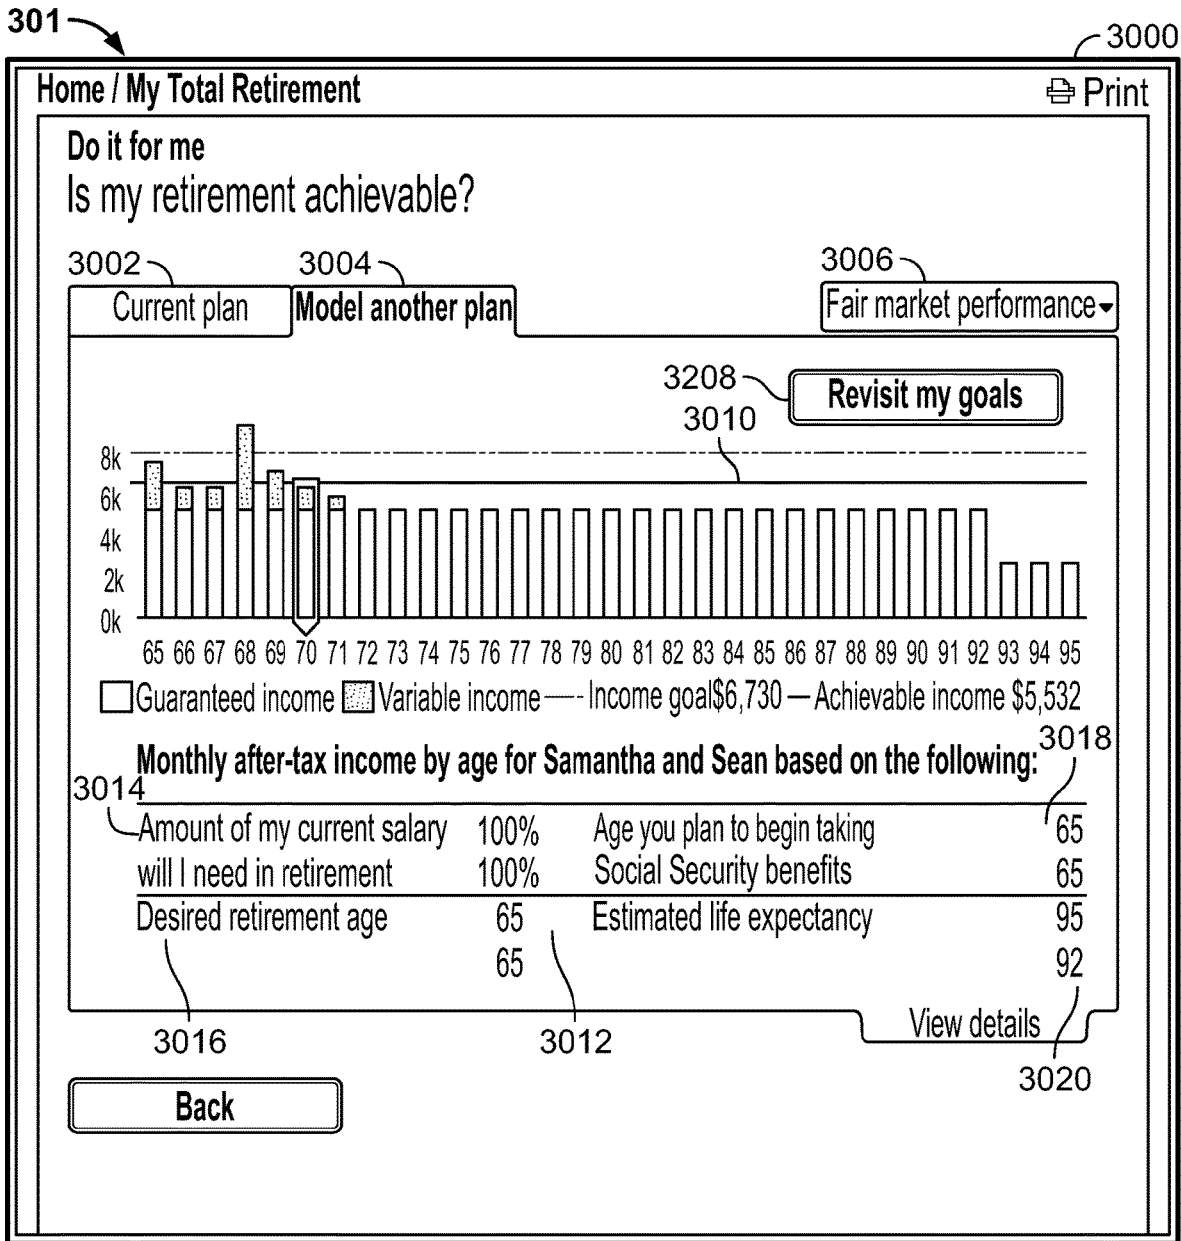 301
3000
Home / My Total Retirement
Print
Do it for me
Is my retirement achievable?
3002
3004
3006
Current plan
Model another plan
Fair market performance
3208
Revisit my goals
3010
8k
6k
4k
2k
0k
65 66 67 68 69 70 71 72 73 74 75 76 77 78 79 80 81 82 83 84 85 86 87 88 89 90 91 92 93 94 95
Guaranteed income Variable income Income goal$6,730 Achievable income $5,532
Monthly after-tax income by age for Samantha and Sean based on the following:
3018
3014
Amount of my current salary 100% Age you plan to begin taking 65
will I need in retirement 100% Social Security benefits 65
Desired retirement age 65 Estimated life expectancy 95
65 92
View details
3016
3012
3020
Back